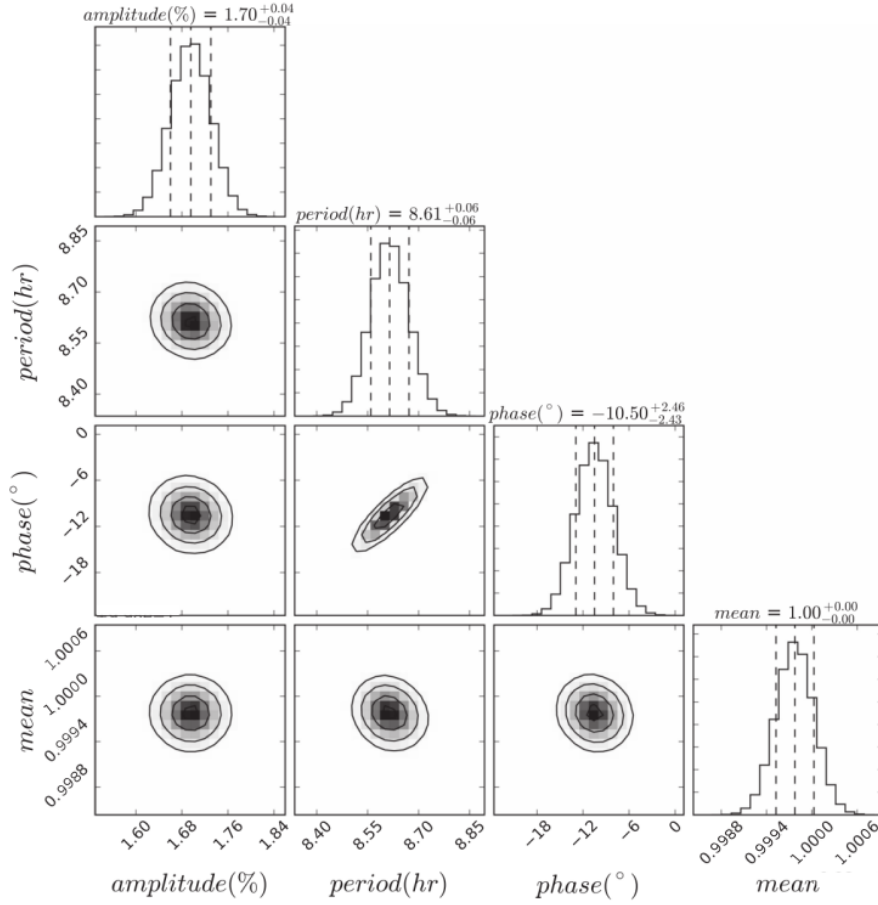 amplitude(%) = 1.70 +0.04 −0.04
period(hr) = 8.61 +0.06 −0.06
8.85
8.70
8.55
8.40
period(hr)
phase(°) = −10.50 +2.46 −2.43
0
−6
−12
−18
phase(°)
mean = 1.00 +0.00 −0.00
1.0006
1.0000
0.9994
0.9988
mean
1.60 1.68 1.76 1.84
8.40 8.55 8.70 8.85
−18 −12 −6 0
0.9988 0.9994 1.0000 1.0006
amplitude(%) period(hr) phase(°) mean